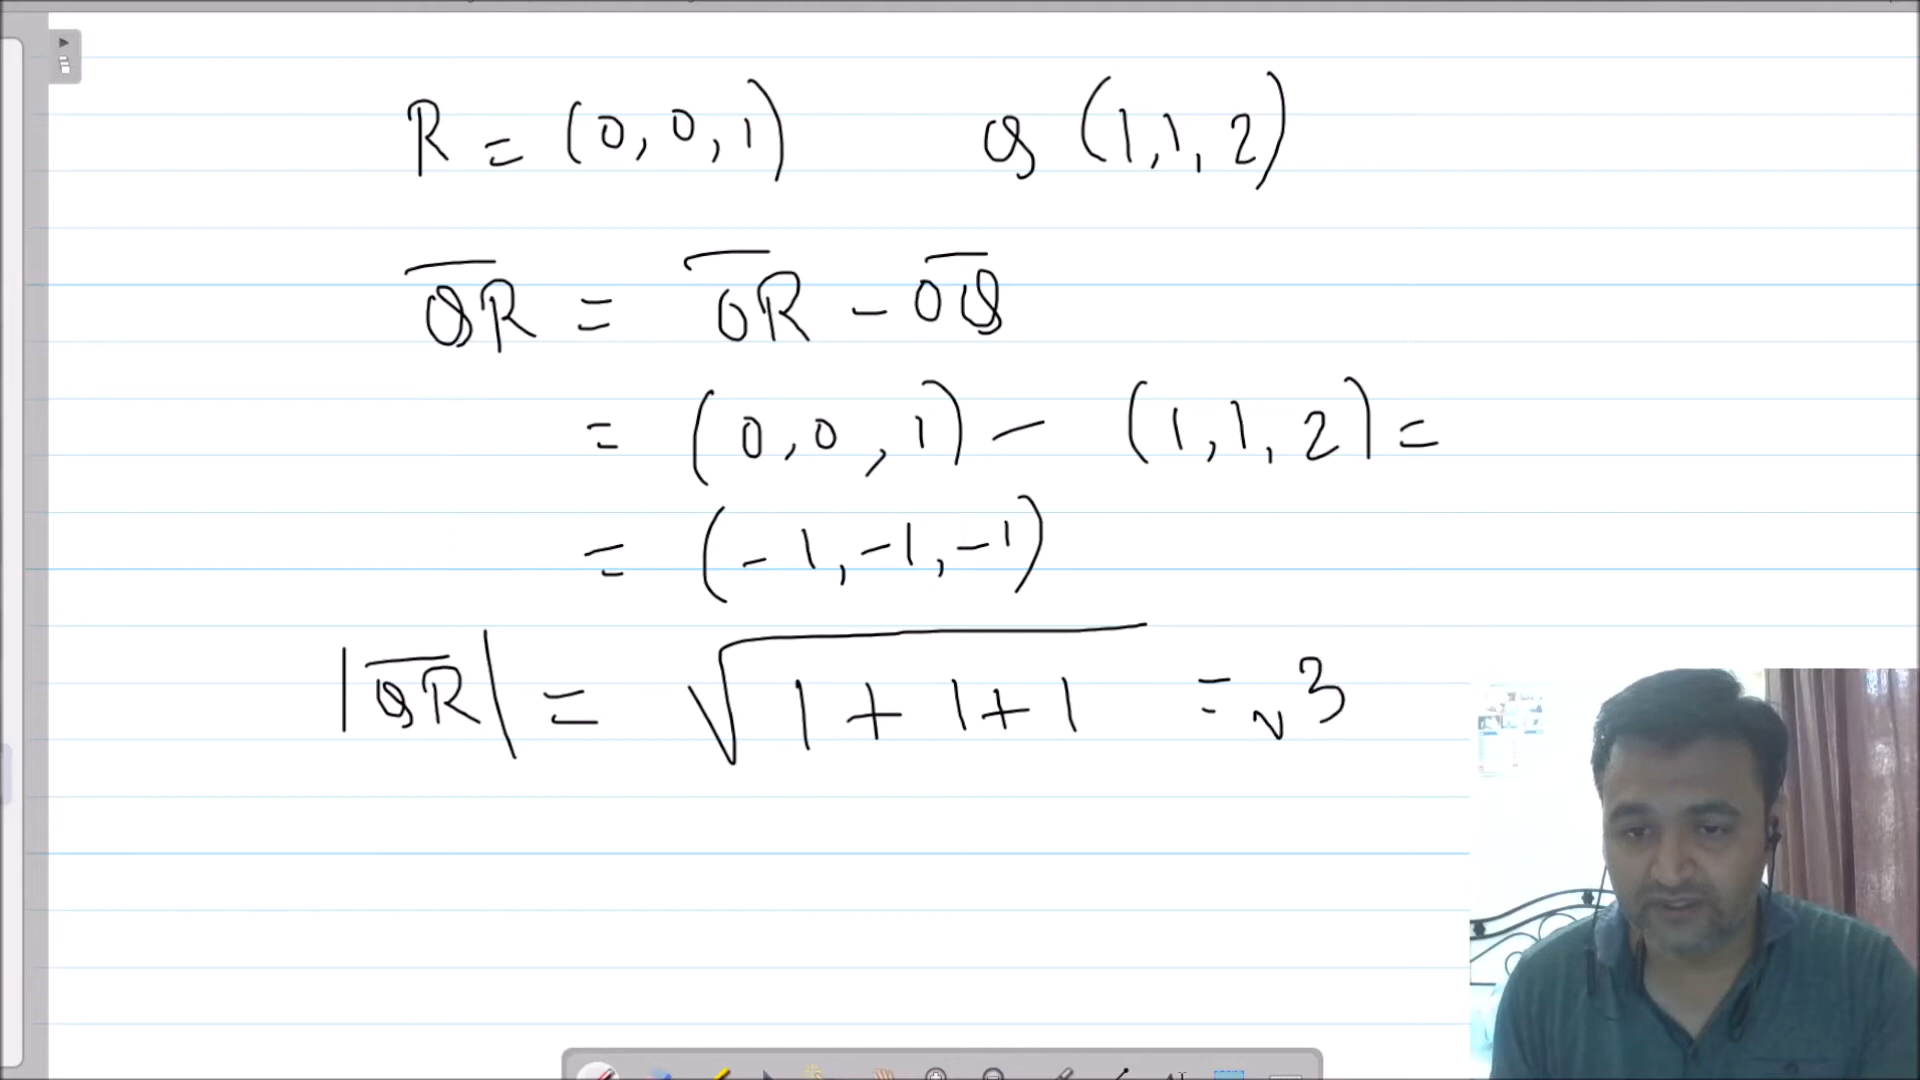 R = (0, 0, 1) Q (1, 1, 2)
QR = OR - OQ
= (0, 0, 1) - (1, 1, 2) =
= (-1, -1, -1)
|QR| = √1+1+1 = √3